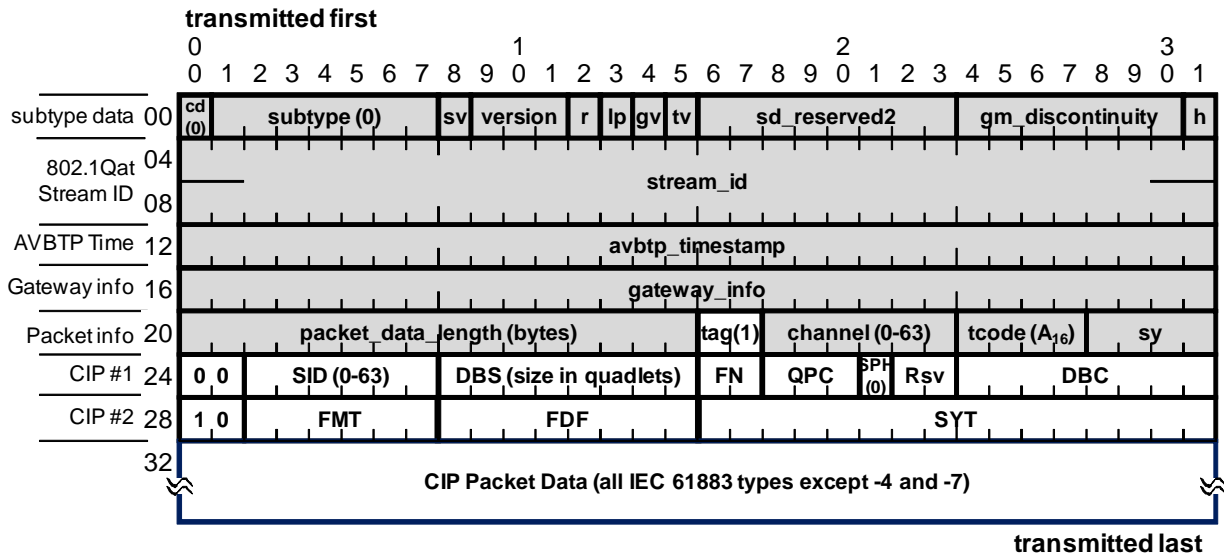 transmitted first
0 1 2 3
0 1 2 3 4 5 6 7 8 9 0 1 2 3 4 5 6 7 8 9 0 1 2 3 4 5 6 7 8 9 0 1
subtype data 00 cd (0) subtype (0) sv version r lp gv tv sd_reserved2 gm_discontinuity h
802.1Qat Stream ID 04 08 stream_id
AVBTP Time 12 avbtp_timestamp
Gateway info 16 gateway_info
Packet info 20 packet_data_length (bytes) tag(1) channel (0-63) tcode (A16) sy
CIP #1 24 0 0 SID (0-63) DBS (size in quadlets) FN QPC SPH (0) Rsv DBC
CIP #2 28 1 0 FMT FDF SYT
32 CIP Packet Data (all IEC 61883 types except -4 and -7)
transmitted last